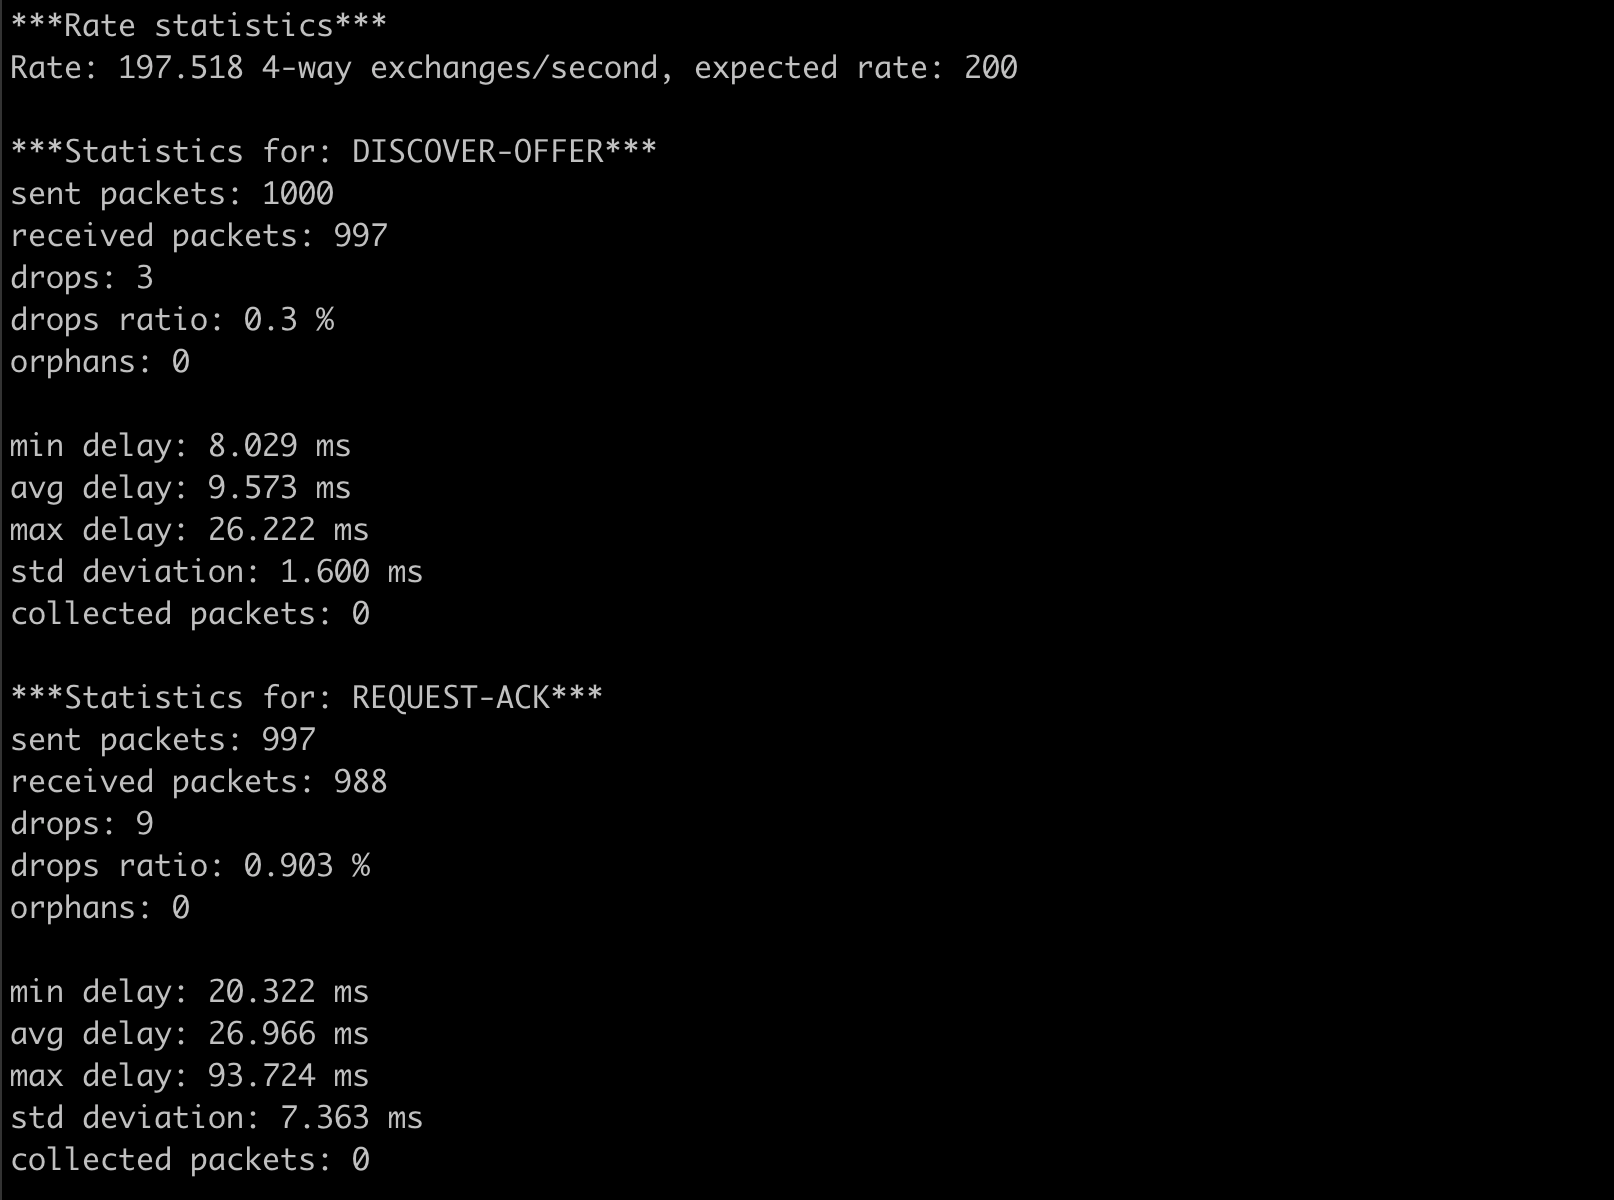 ***Rate statistics***
Rate: 197.518 4-way exchanges/second, expected rate: 200
***Statistics for: DISCOVER-OFFER***
sent packets: 1000
received packets: 997
drops: 3
drops ratio: 0.3 %
orphans: 0
min delay: 8.029 ms
avg delay: 9.573 ms
max delay: 26.222 ms
std deviation: 1.600 ms
collected packets: 0
***Statistics for: REQUEST-ACK***
sent packets: 997
received packets: 988
drops: 9
drops ratio: 0.903 %
orphans: 0
min delay: 20.322 ms
avg delay: 26.966 ms
max delay: 93.724 ms
std deviation: 7.363 ms
collected packets: 0